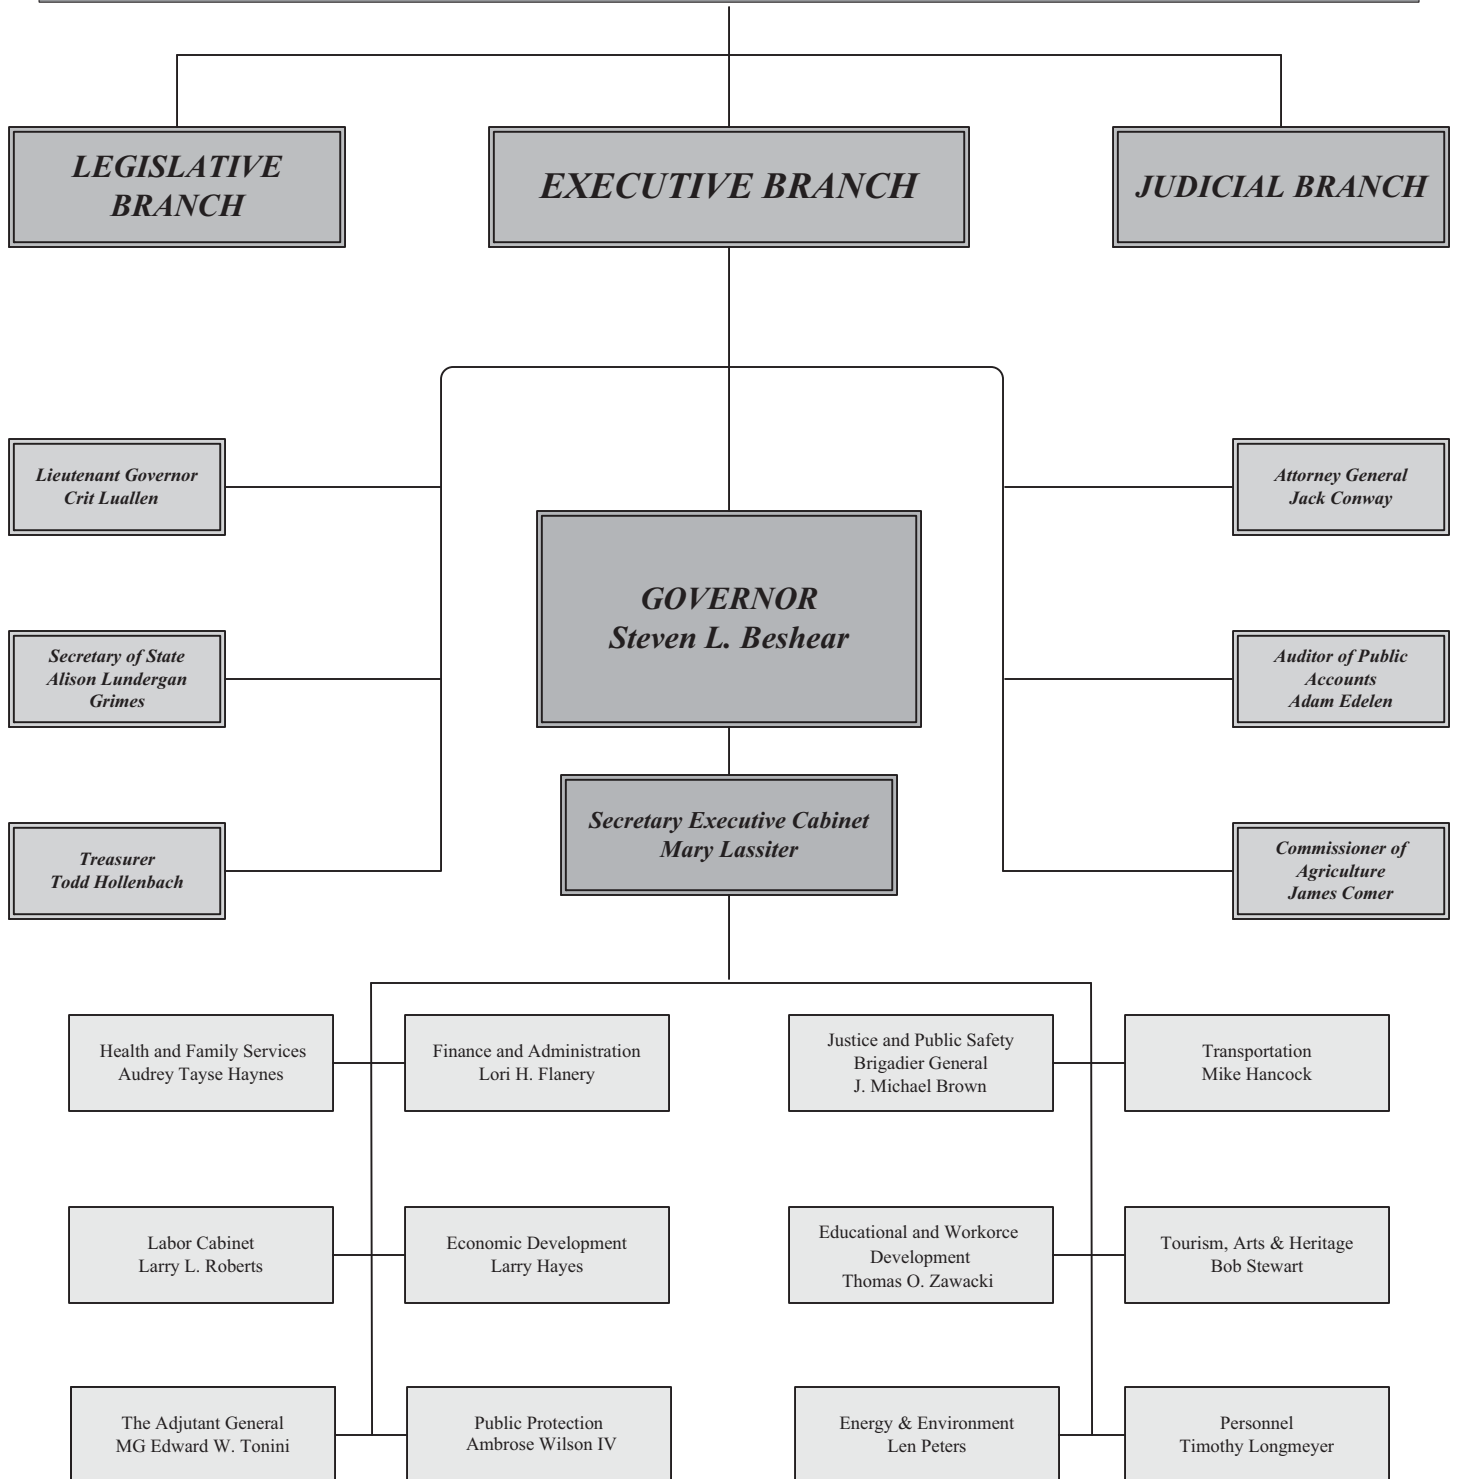 LEGISLATIVE
BRANCH
EXECUTIVE BRANCH
JUDICIAL BRANCH
Lieutenant Governor
Crit Luallen
Attorney General
Jack Conway
GOVERNOR
Steven L. Beshear
Secretary of State
Alison Lundergan
Grimes
Auditor of Public
Accounts
Adam Edelen
Secretary Executive Cabinet
Mary Lassiter
Treasurer
Todd Hollenbach
Commissioner of
Agriculture
James Comer
Health and Family Services
Audrey Tayse Haynes
Finance and Administration
Lori H. Flanery
Justice and Public Safety
Brigadier General
J. Michael Brown
Transportation
Mike Hancock
Labor Cabinet
Larry L. Roberts
Economic Development
Larry Hayes
Educational and Workorce
Development
Thomas O. Zawacki
Tourism, Arts & Heritage
Bob Stewart
The Adjutant General
MG Edward W. Tonini
Public Protection
Ambrose Wilson IV
Energy & Environment
Len Peters
Personnel
Timothy Longmeyer